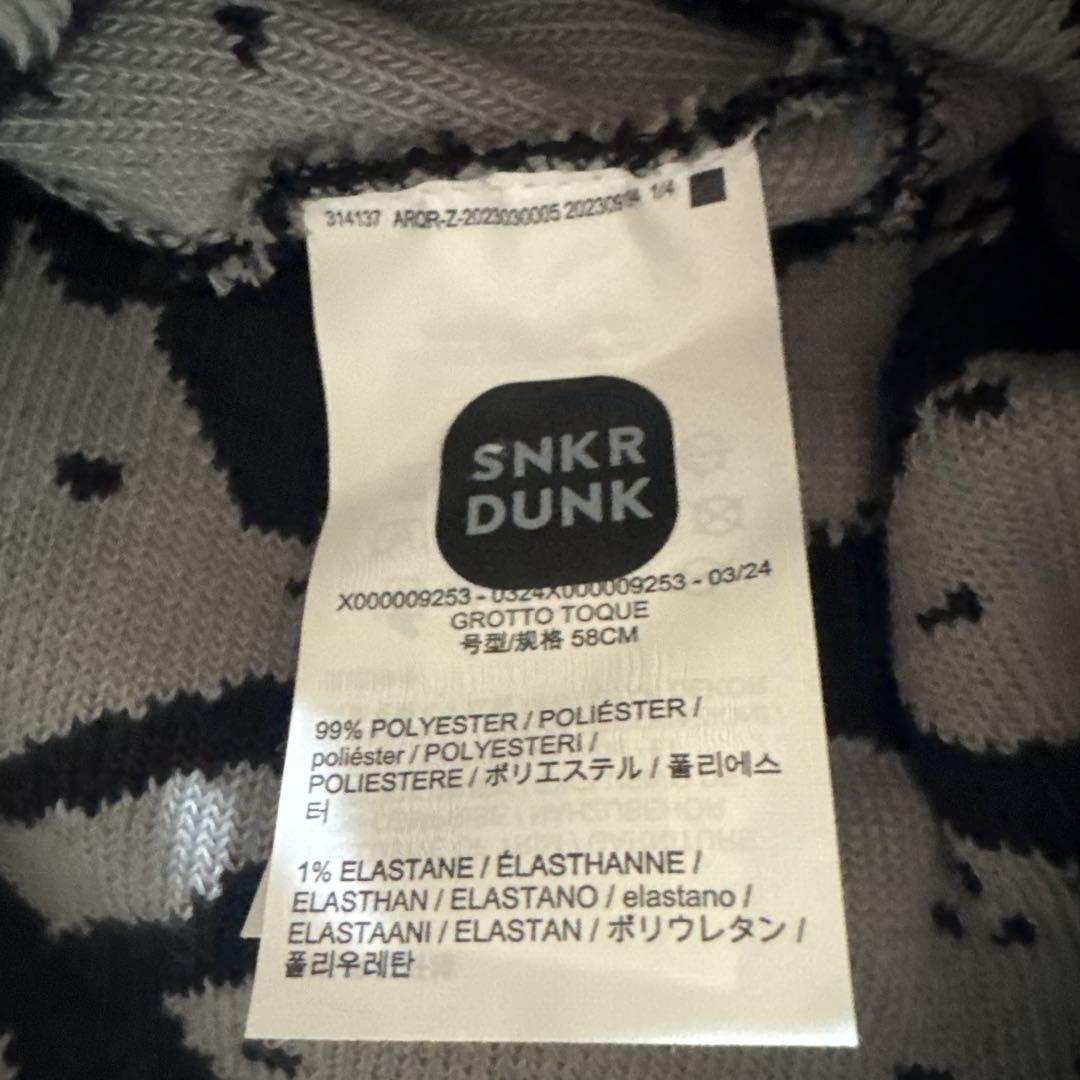 314137 ARQR-Z-2023030005 20230904 1/4
SNKR
DUNK
X000009253 - 0324X000009253 - 03/24
GROTTO TOQUE
号型/规格 58CM
99% POLYESTER / POLIÉSTER /
poliéster / POLYESTERI /
POLIESTERE / ポリエステル / 폴리에스
터
1% ELASTANE / ÉLASTHANNE /
ELASTHAN / ELASTANO / elastano /
ELASTAANI / ELASTAN / ポリウレタン /
폴리우레탄